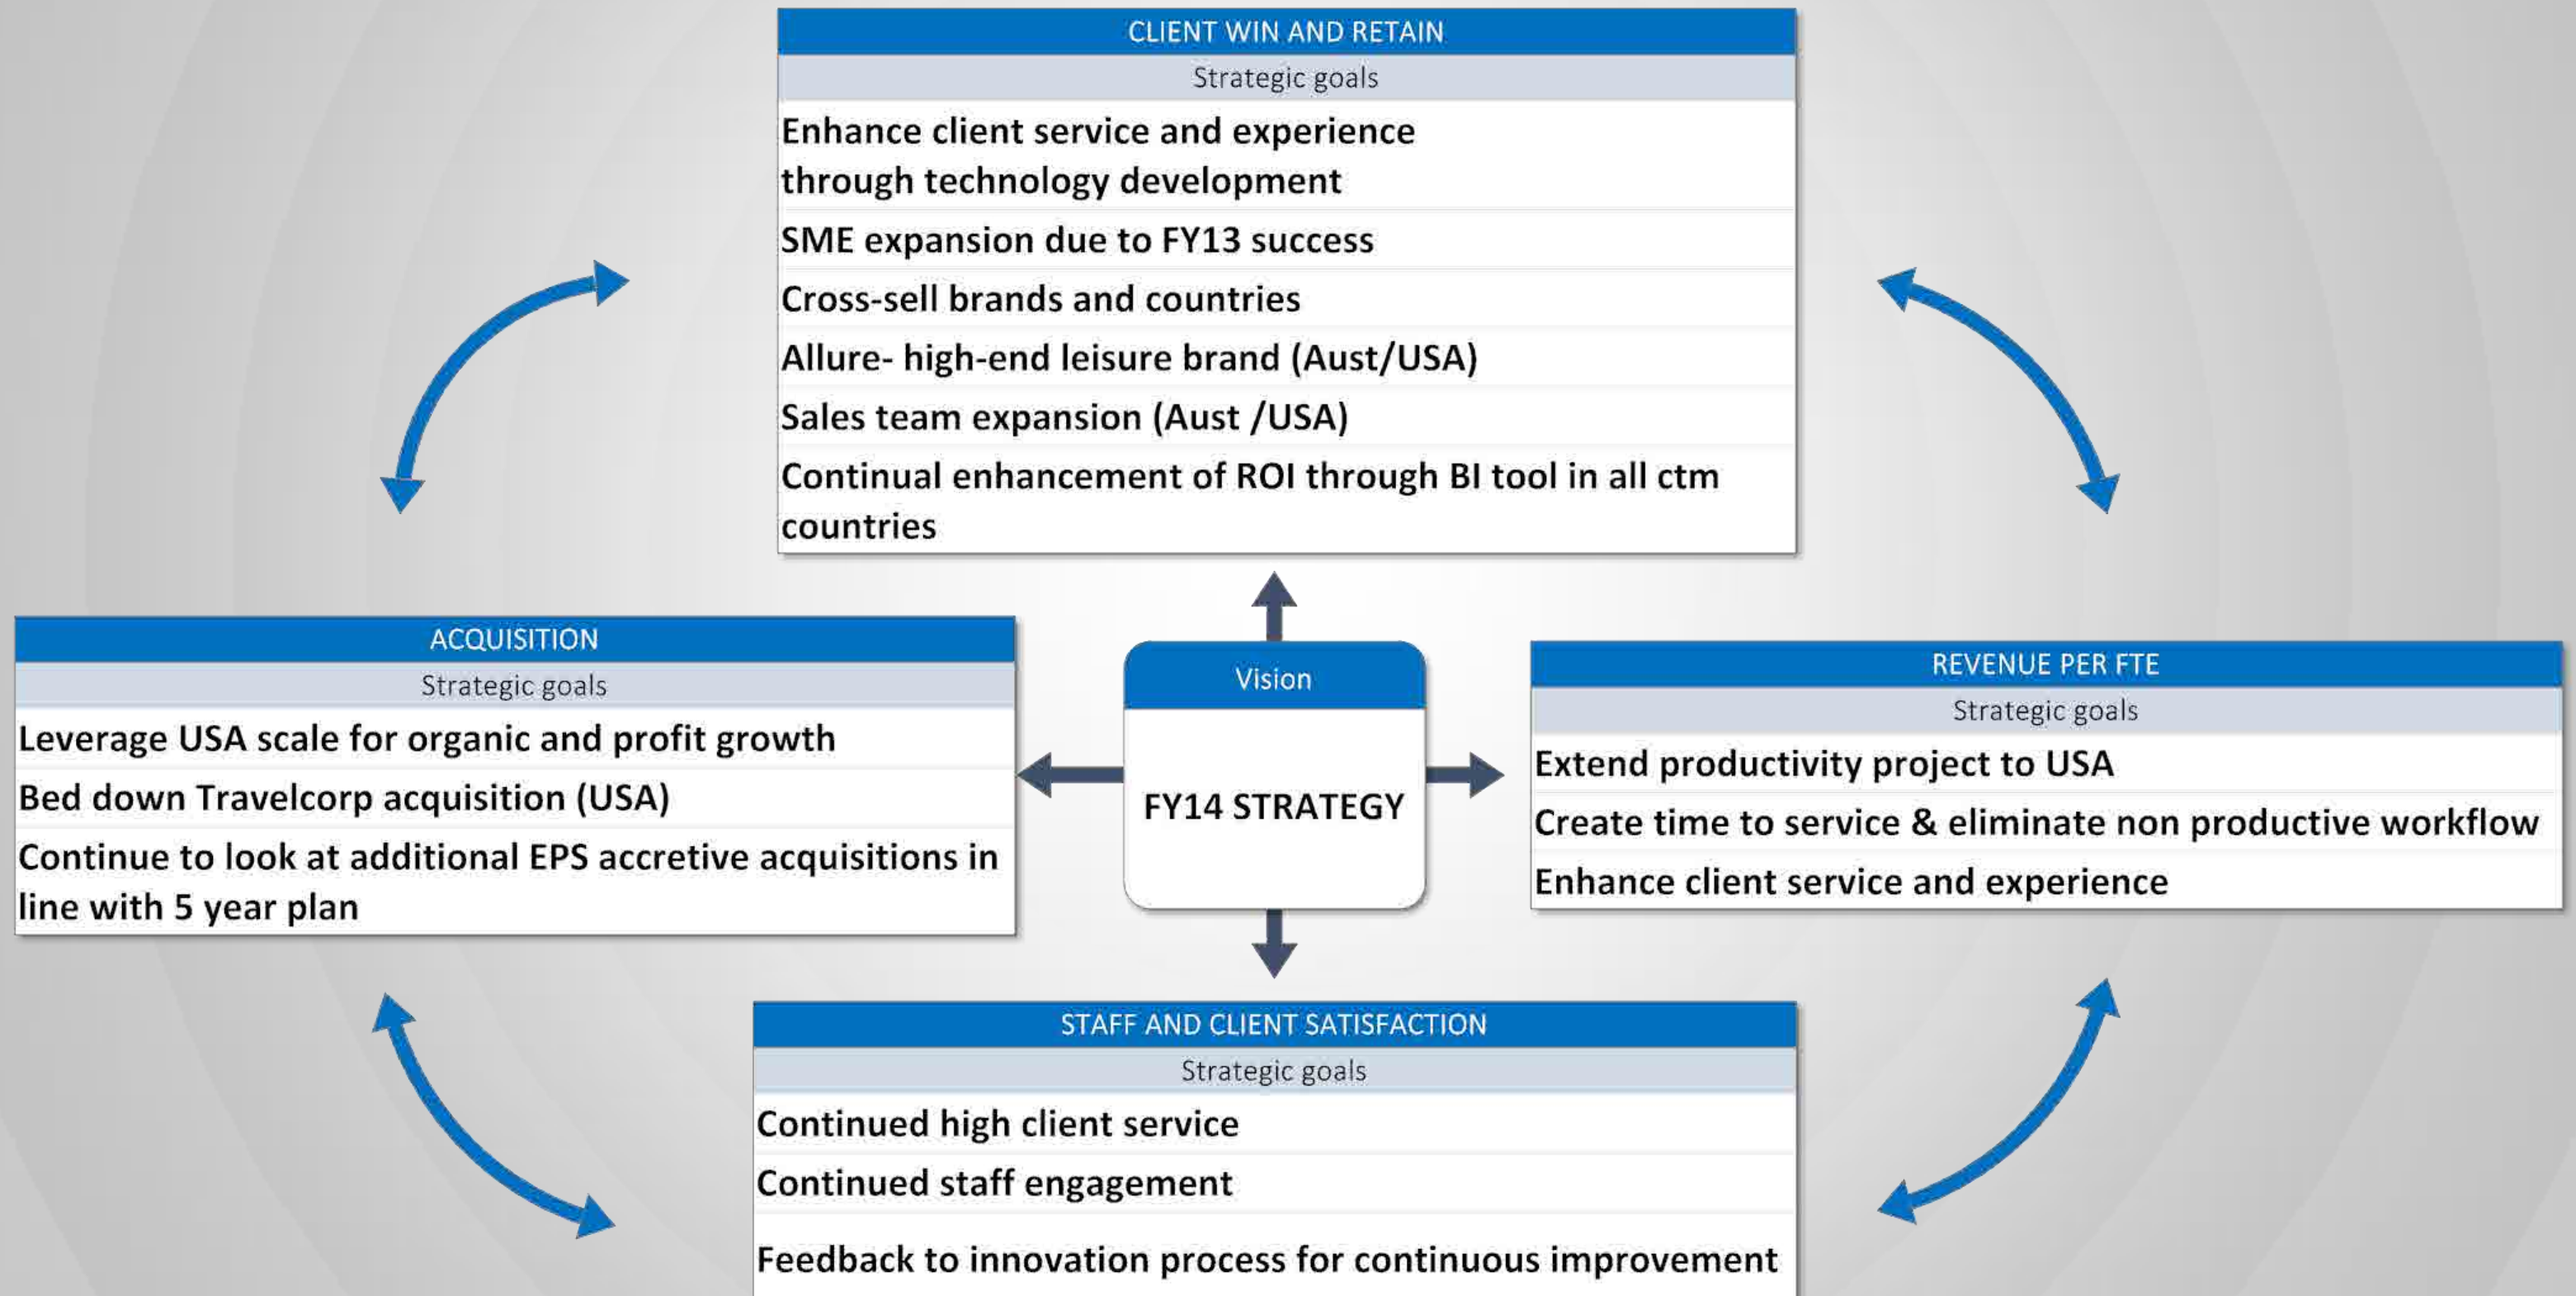 CLIENT WIN AND RETAIN
Strategic goals
Enhance client service and experience
through technology development
SME expansion due to FY13 success
Cross-sell brands and countries
Allure- high-end leisure brand (Aust/USA)
Sales team expansion (Aust /USA)
Continual enhancement of ROI through BI tool in all ctm
countries
ACQUISITION
Strategic goals
Leverage USA scale for organic and profit growth
Bed down Travelcorp acquisition (USA)
Continue to look at additional EPS accretive acquisitions in
line with 5 year plan
Vision
FY14 STRATEGY
REVENUE PER FTE
Strategic goals
Extend productivity project to USA
Create time to service & eliminate non productive workflow
Enhance client service and experience
STAFF AND CLIENT SATISFACTION
Strategic goals
Continued high client service
Continued staff engagement
Feedback to innovation process for continuous improvement